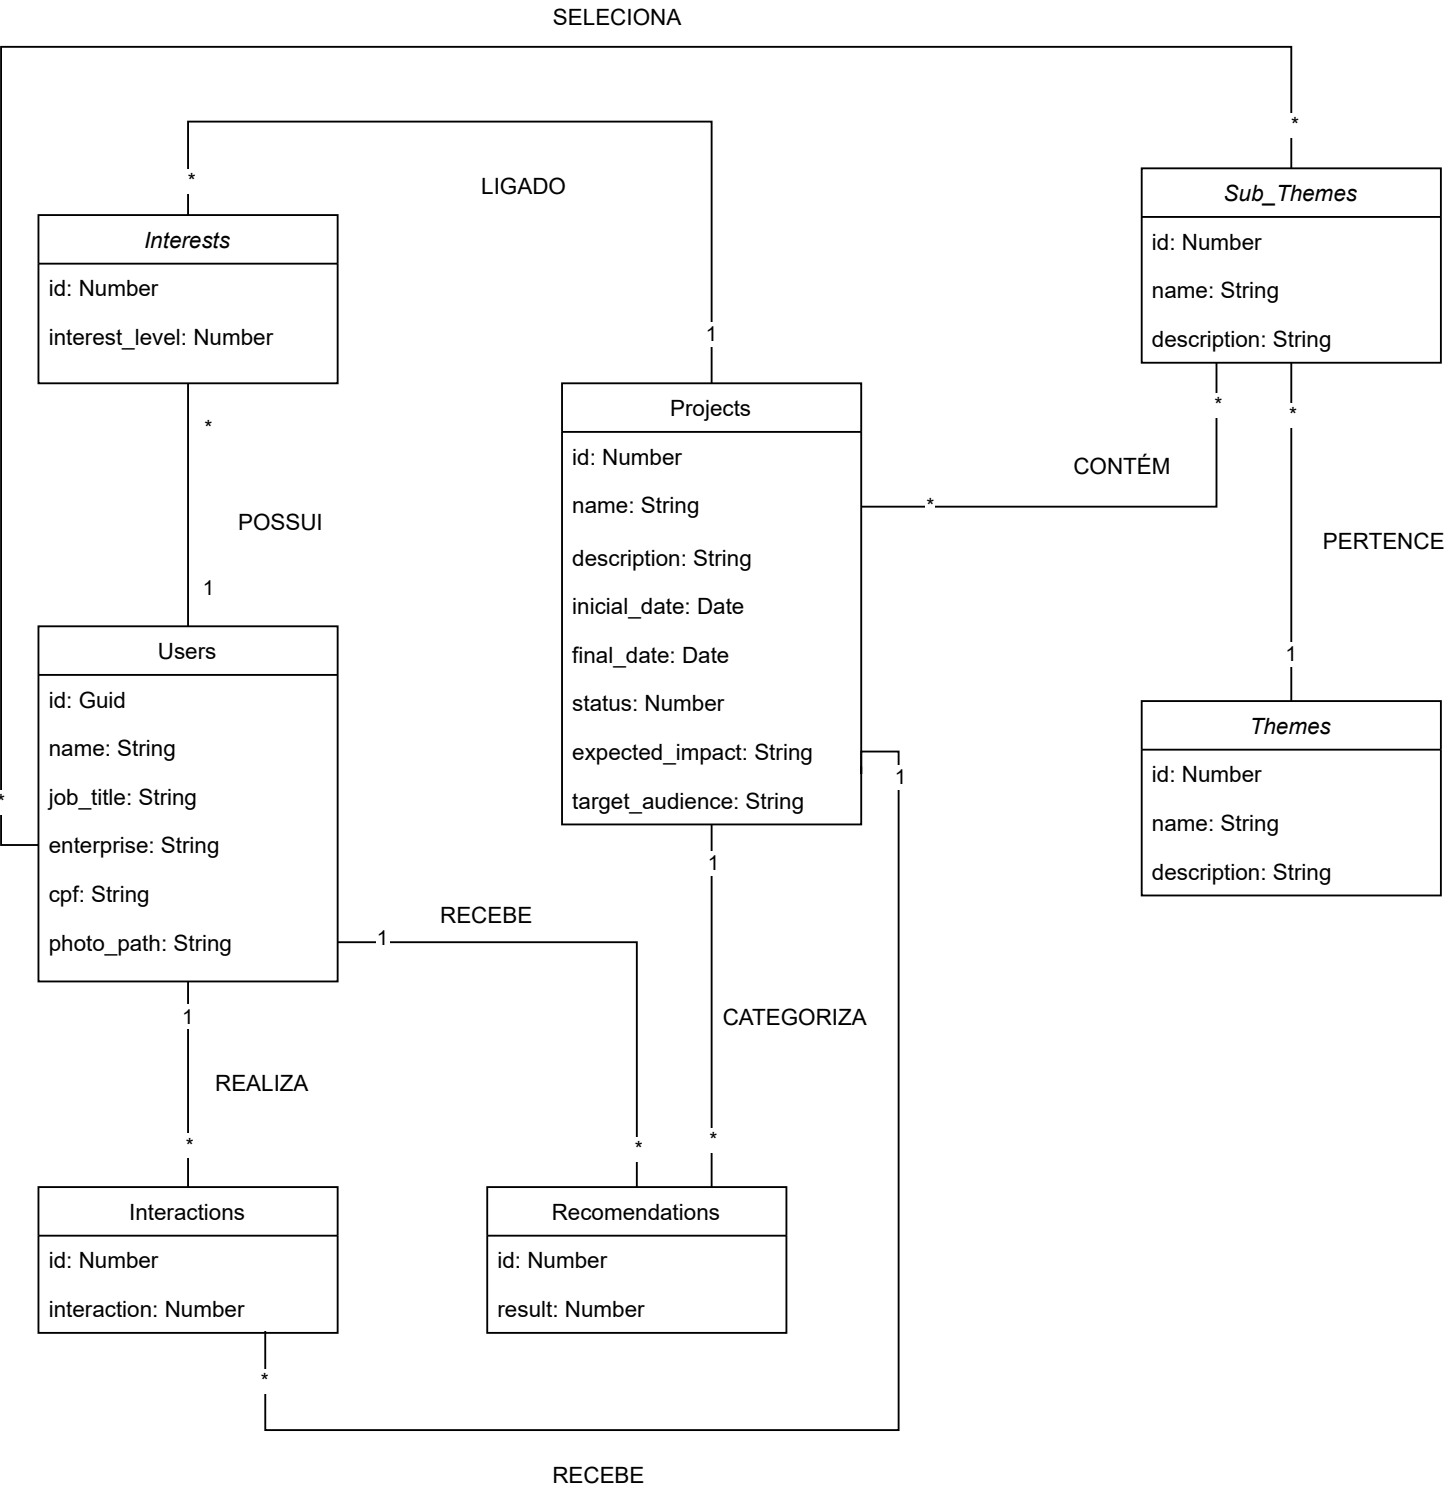 SELECIONA
*
*
LIGADO
Sub_Themes
id: Number
name: String
description: String
Interests
id: Number
interest_level: Number
1
*
POSSUI
1
Projects
id: Number
name: String
description: String
inicial_date: Date
final_date: Date
status: Number
expected_impact: String
target_audience: String
*
*
CONTÉM
*
PERTENCE
1
Themes
id: Number
name: String
description: String
Users
id: Guid
name: String
job_title: String
enterprise: String
cpf: String
photo_path: String
*
1
1
RECEBE
1
1
CATEGORIZA
REALIZA
*
*
*
Interactions
id: Number
interaction: Number
Recomendations
id: Number
result: Number
*
RECEBE